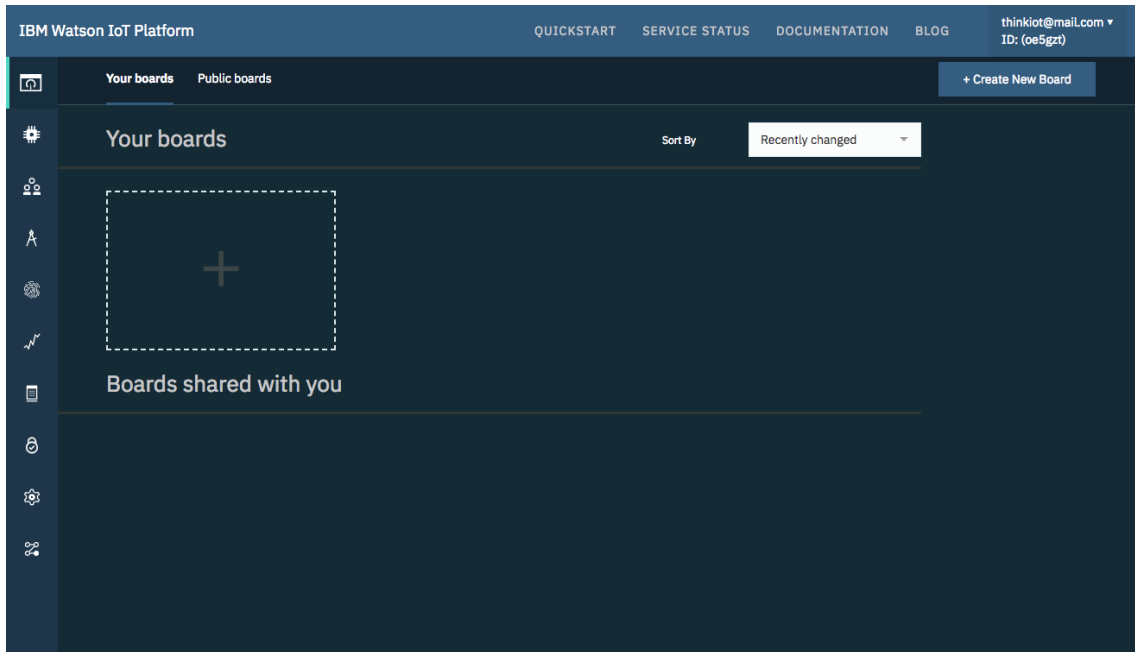 IBM Watson IoT Platform
QUICKSTART
SERVICE STATUS
DOCUMENTATION
BLOG
thinkiot@mail.com ▾
ID: (oe5gzt)
Your boards
Public boards
+ Create New Board
Your boards
Sort By
Recently changed
Boards shared with you